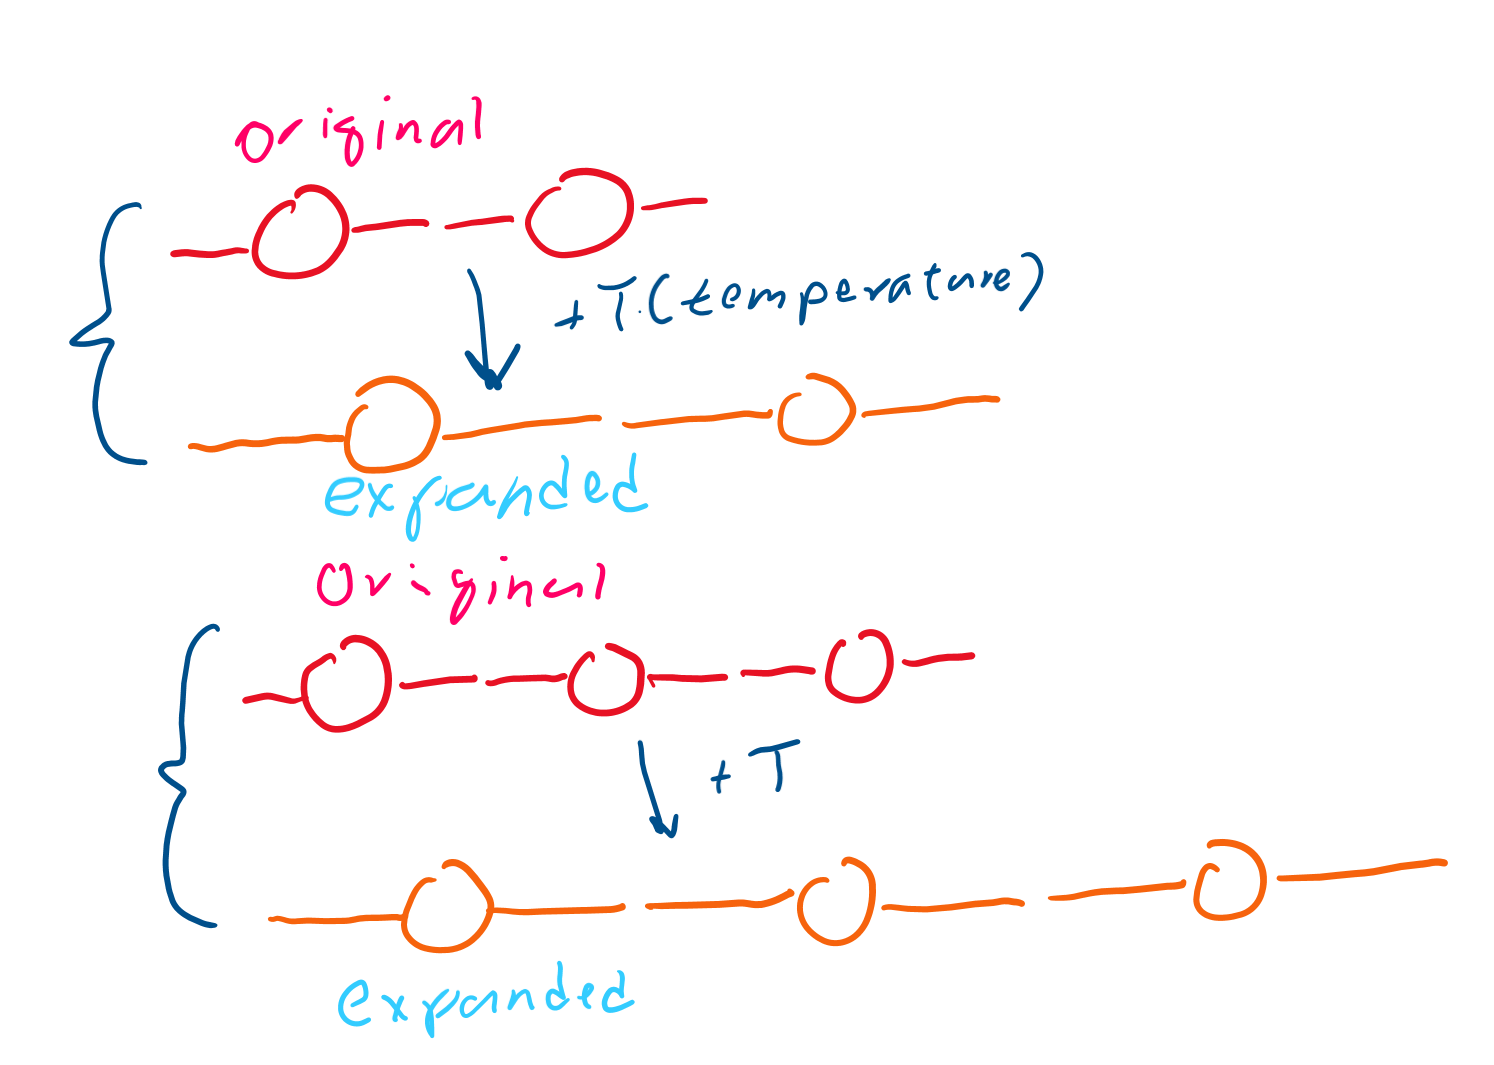 original
+T.(temperature)
expanded
original
+T
expanded